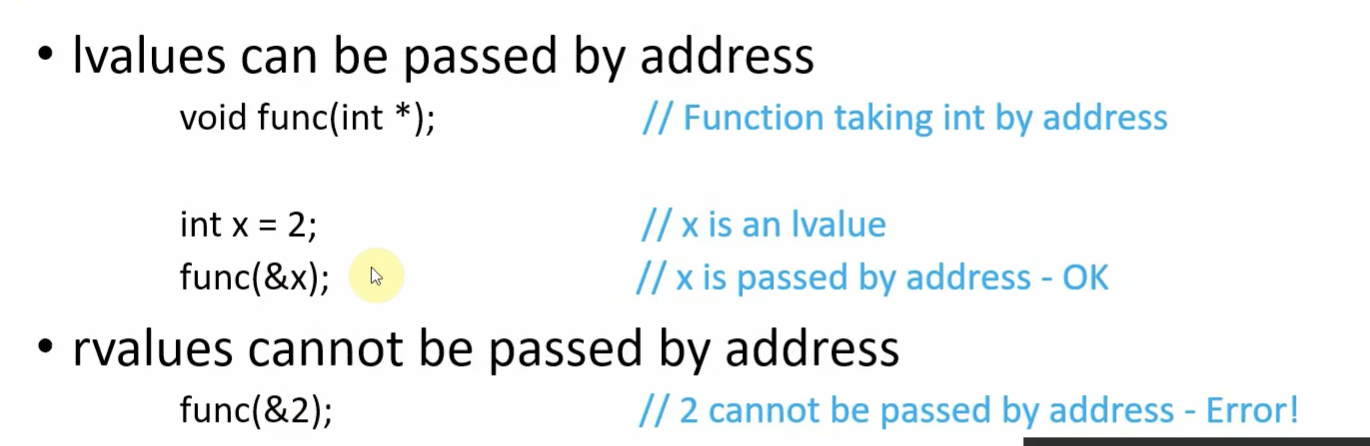 • lvalues can be passed by address
void func(int *); // Function taking int by address
int x = 2; // x is an lvalue
func(&x); // x is passed by address - OK
• rvalues cannot be passed by address
func(&2); // 2 cannot be passed by address - Error!